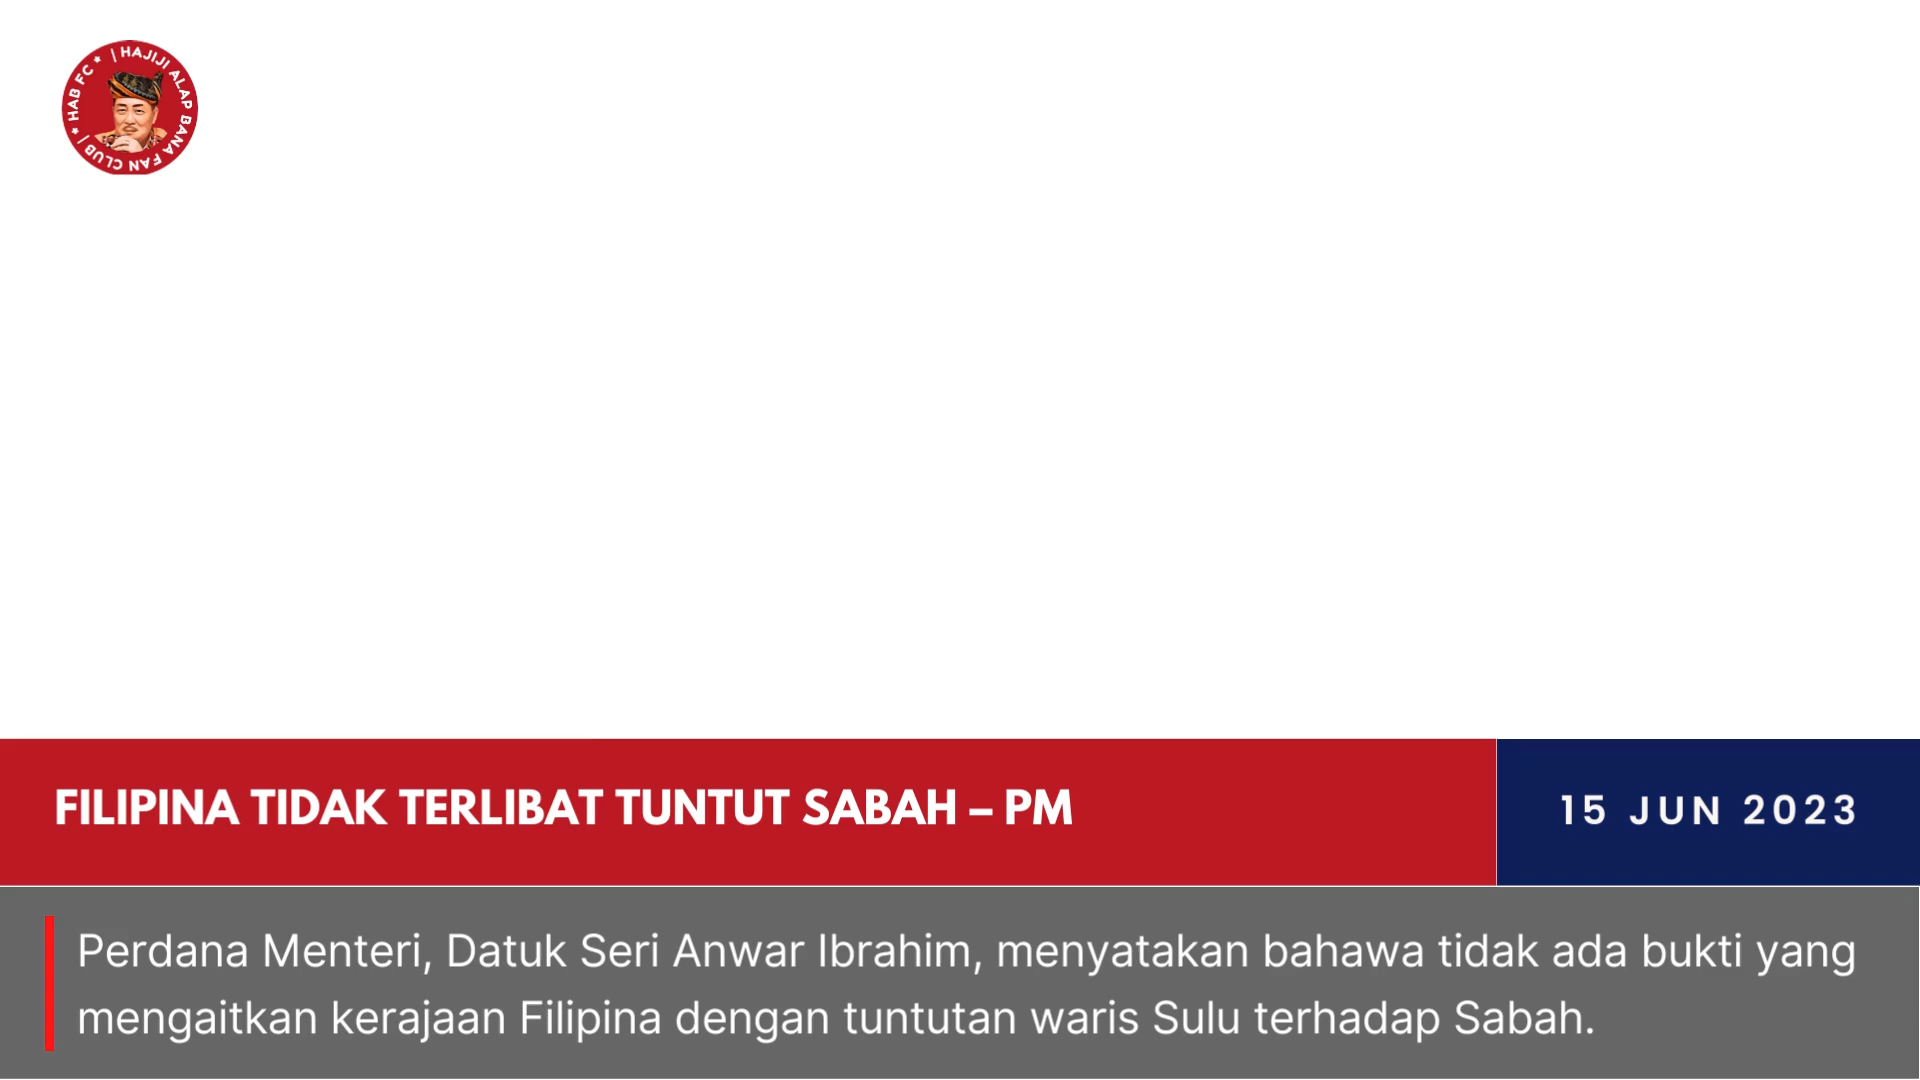 | HAJIJI ALAP BANA FAN CLUB | * HAB FC *
FILIPINA TIDAK TERLIBAT TUNTUT SABAH – PM
15 JUN 2023
Perdana Menteri, Datuk Seri Anwar Ibrahim, menyatakan bahawa tidak ada bukti yang
mengaitkan kerajaan Filipina dengan tuntutan waris Sulu terhadap Sabah.